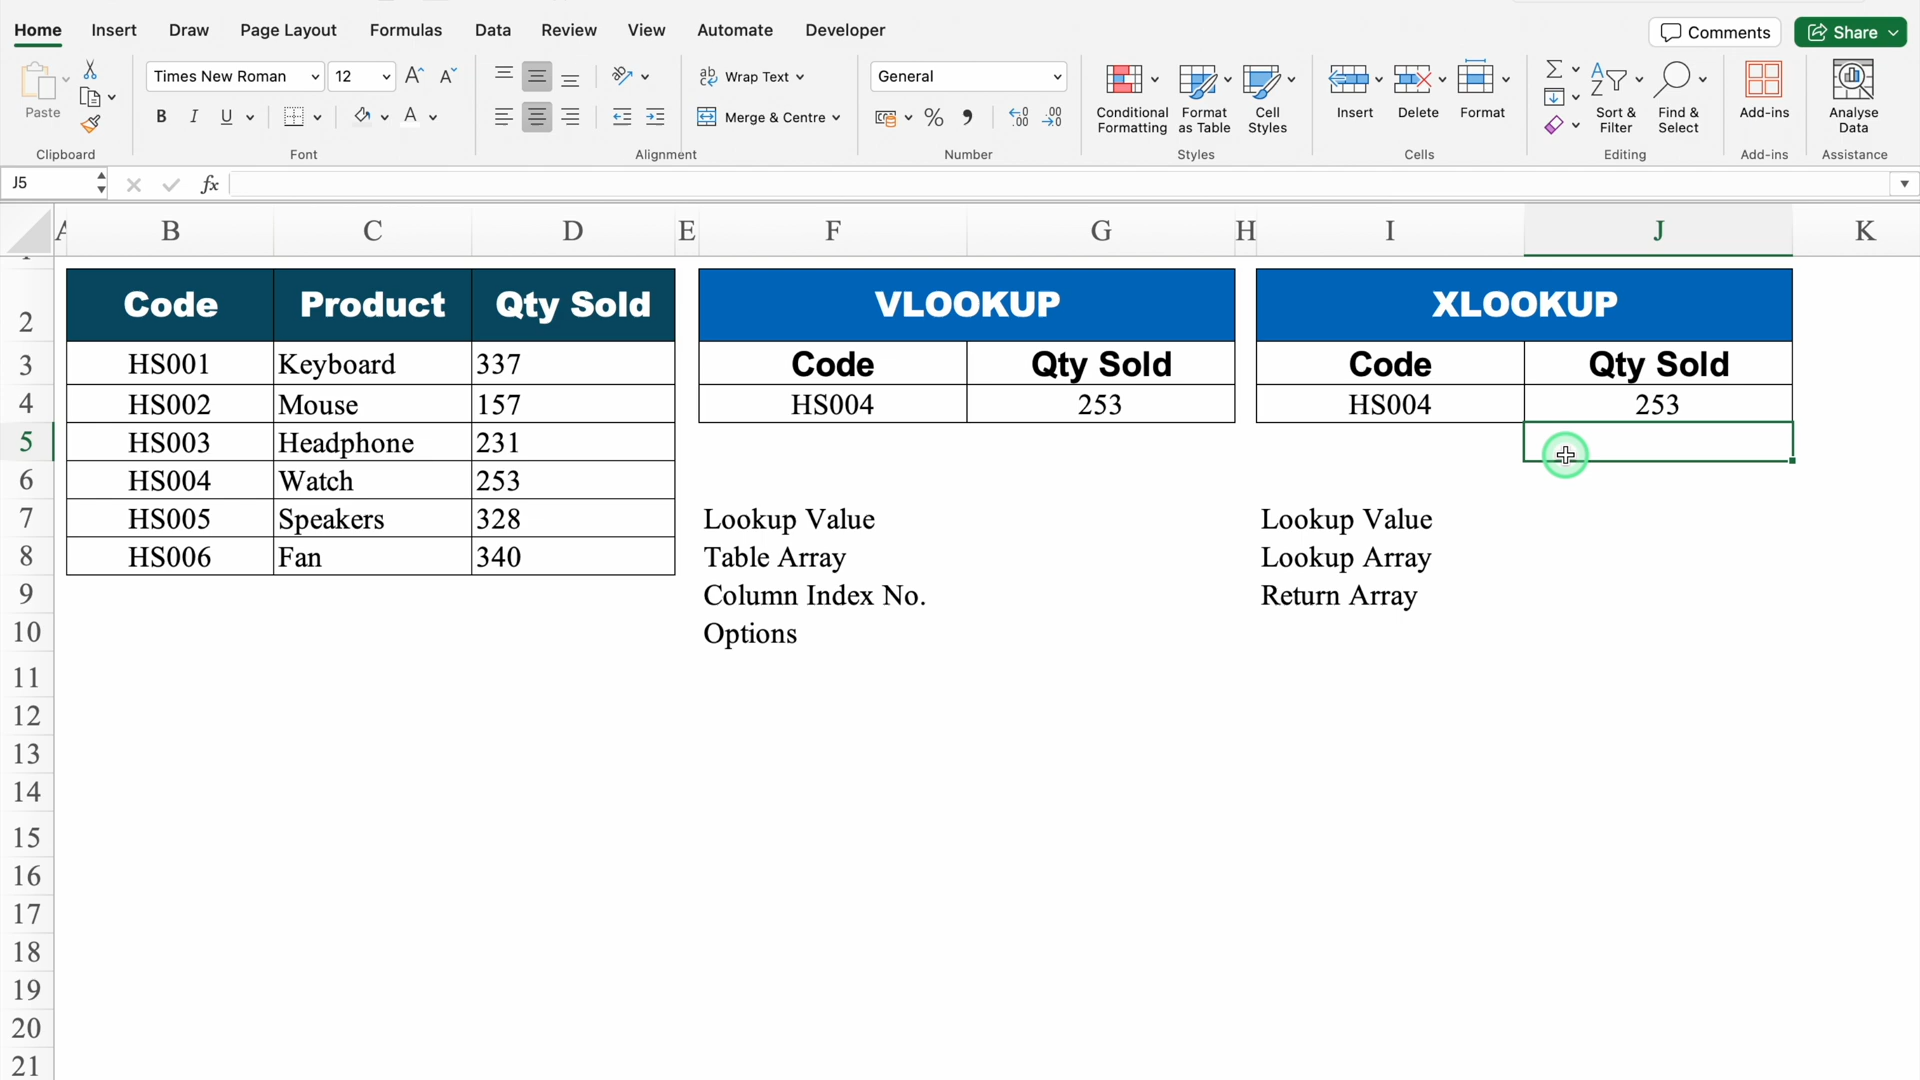 Home Insert Draw Page Layout Formulas Data Review View Automate Developer Comments Share
Times New Roman 12 Wrap Text General
Paste Merge & Centre Conditional Formatting Format as Table Cell Styles Insert Delete Format Sort & Filter Find & Select Add-ins Analyse Data
B I U A % ,
Clipboard Font Alignment Number Styles Cells Editing Add-ins Assistance
J5 fx
A B C D E F G H I J K
2 Code Product Qty Sold VLOOKUP XLOOKUP
3 HS001 Keyboard 337 Code Qty Sold Code Qty Sold
4 HS002 Mouse 157 HS004 253 HS004 253
5 HS003 Headphone 231
6 HS004 Watch 253
7 HS005 Speakers 328 Lookup Value Lookup Value
8 HS006 Fan 340 Table Array Lookup Array
9 Column Index No. Return Array
10 Options
11
12
13
14
15
16
17
18
19
20
21